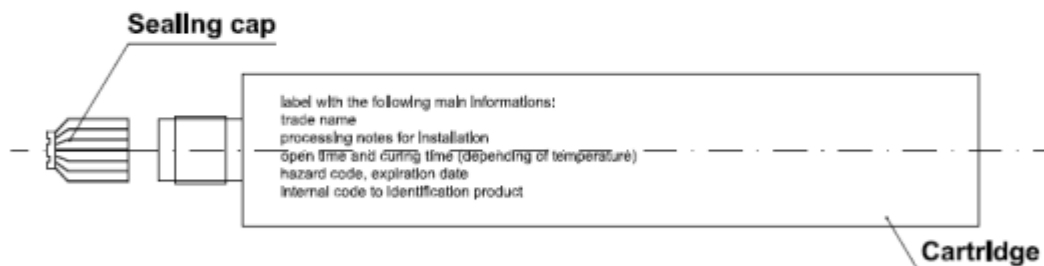 Sealing cap
label with the following main informations:
trade name
processing notes for installation
open time and curing time (depending of temperature)
hazard code, expiration date
internal code to identification product
Cartridge